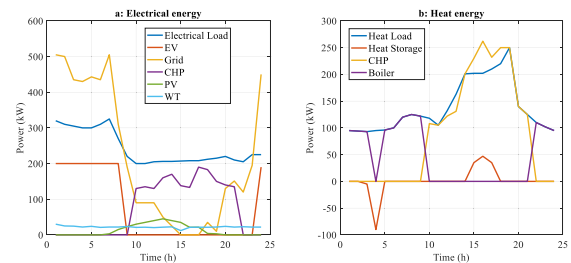 a: Electrical energy
Power (kW)
600
500
400
300
200
100
0
Electrical Load
EV
Grid
CHP
PV
WT
0 5 10 15 20 25
Time (h)
b: Heat energy
Power (kW)
300
250
200
150
100
50
0
-50
-100
Heat Load
Heat Storage
CHP
Boiler
0 5 10 15 20 25
Time (h)